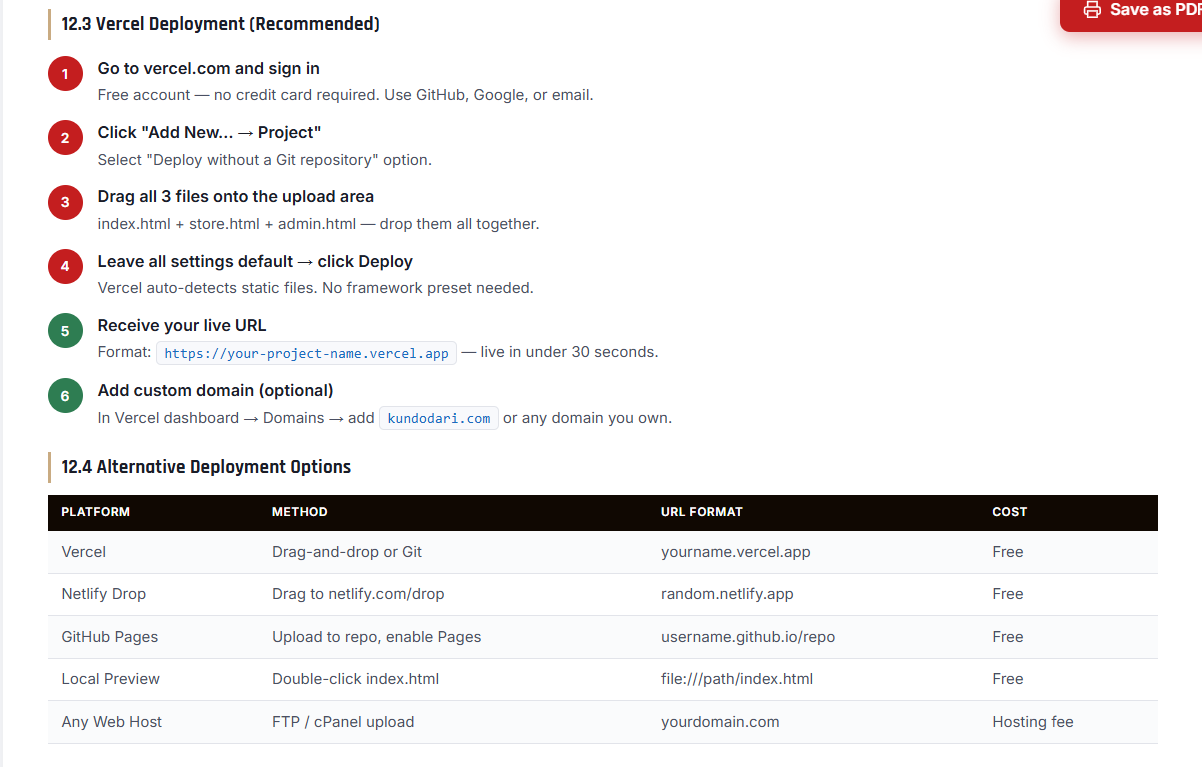 Save as PDF
12.3 Vercel Deployment (Recommended)
1
Go to vercel.com and sign in
Free account — no credit card required. Use GitHub, Google, or email.
2
Click "Add New... → Project"
Select "Deploy without a Git repository" option.
3
Drag all 3 files onto the upload area
index.html + store.html + admin.html — drop them all together.
4
Leave all settings default → click Deploy
Vercel auto-detects static files. No framework preset needed.
5
Receive your live URL
Format: https://your-project-name.vercel.app — live in under 30 seconds.
6
Add custom domain (optional)
In Vercel dashboard → Domains → add kundodari.com or any domain you own.
12.4 Alternative Deployment Options
PLATFORM METHOD URL FORMAT COST
Vercel Drag-and-drop or Git yourname.vercel.app Free
Netlify Drop Drag to netlify.com/drop random.netlify.app Free
GitHub Pages Upload to repo, enable Pages username.github.io/repo Free
Local Preview Double-click index.html file:///path/index.html Free
Any Web Host FTP / cPanel upload yourdomain.com Hosting fee